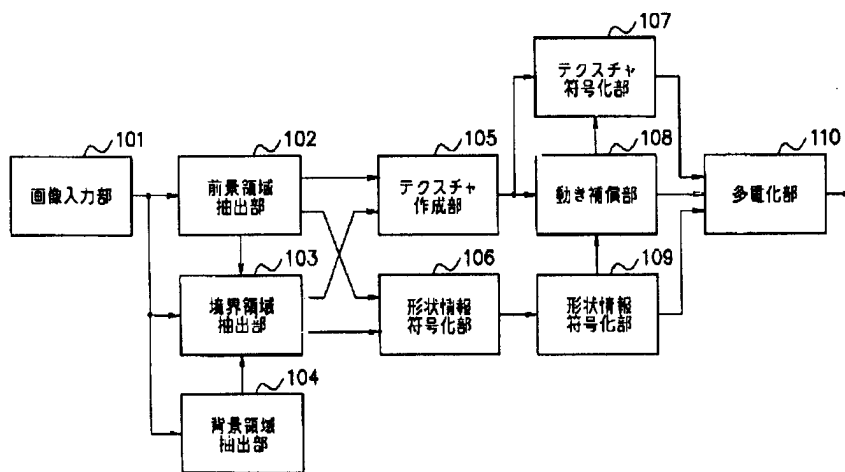 107
テクスチャ
符号化部
101
画像入力部
102
前景領域
抽出部
105
テクスチャ
作成部
108
動き補償部
110
多重化部
103
境界領域
抽出部
106
形状情報
符号化部
109
形状情報
符号化部
104
背景領域
抽出部